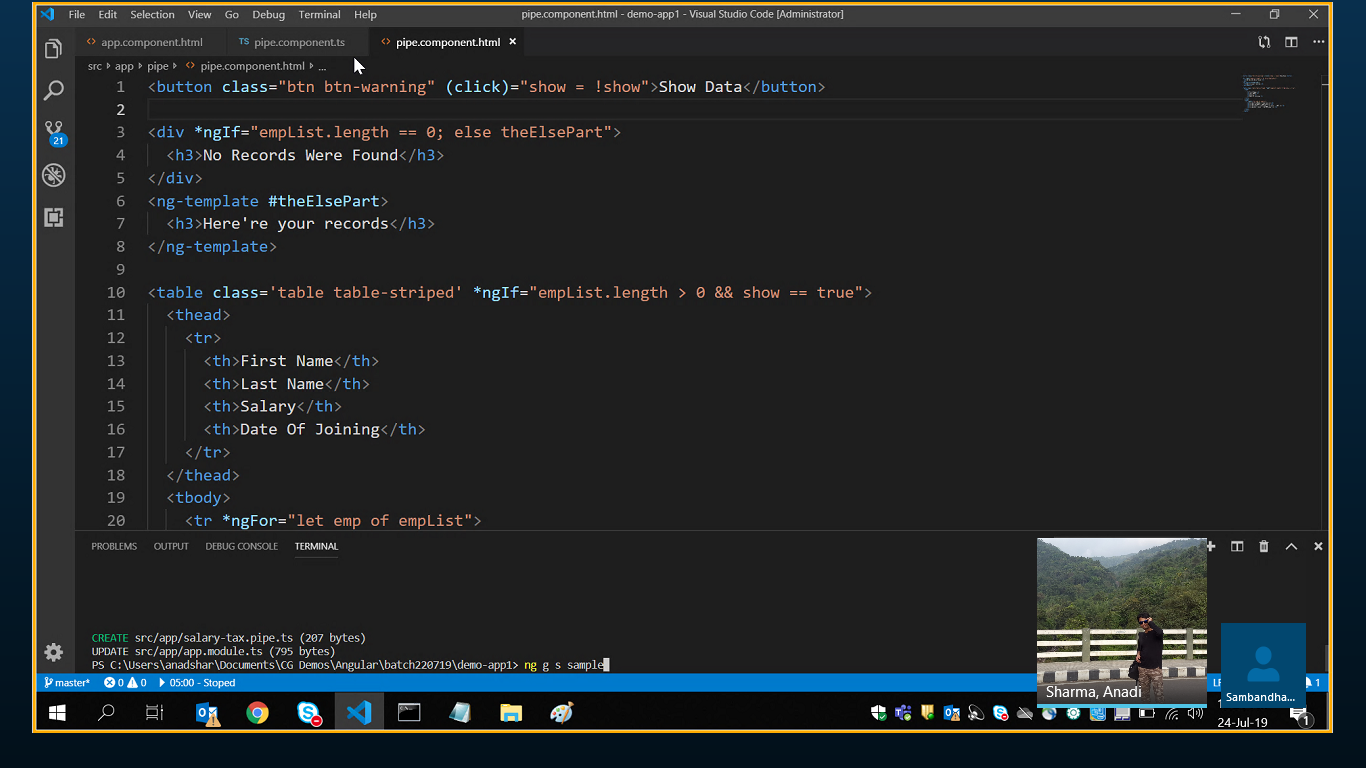 File Edit Selection View Go Debug Terminal Help
pipe.component.html - demo-app1 - Visual Studio Code [Administrator]
app.component.html
TS pipe.component.ts
pipe.component.html
src app pipe pipe.component.html ...
1 <button class="btn btn-warning" (click)="show = !show">Show Data</button>
2
3 <div *ngIf="empList.length == 0; else theElsePart">
4 <h3>No Records Were Found</h3>
5 </div>
6 <ng-template #theElsePart>
7 <h3>Here're your records</h3>
8 </ng-template>
9
10 <table class='table table-striped' *ngIf="empList.length > 0 && show == true">
11 <thead>
12 <tr>
13 <th>First Name</th>
14 <th>Last Name</th>
15 <th>Salary</th>
16 <th>Date Of Joining</th>
17 </tr>
18 </thead>
19 <tbody>
20 <tr *ngFor="let emp of empList">
21
PROBLEMS OUTPUT DEBUG CONSOLE TERMINAL
CREATE src/app/salary-tax.pipe.ts (207 bytes)
UPDATE src/app/app.module.ts (795 bytes)
PS C:\Users\anadshar\Documents\CG Demos\Angular\batch220719\demo-app1> ng g s sample
master* 0 0 05:00 - Stoped
1
Sharma, Anadi
Sambandha...
24-Jul-19
1